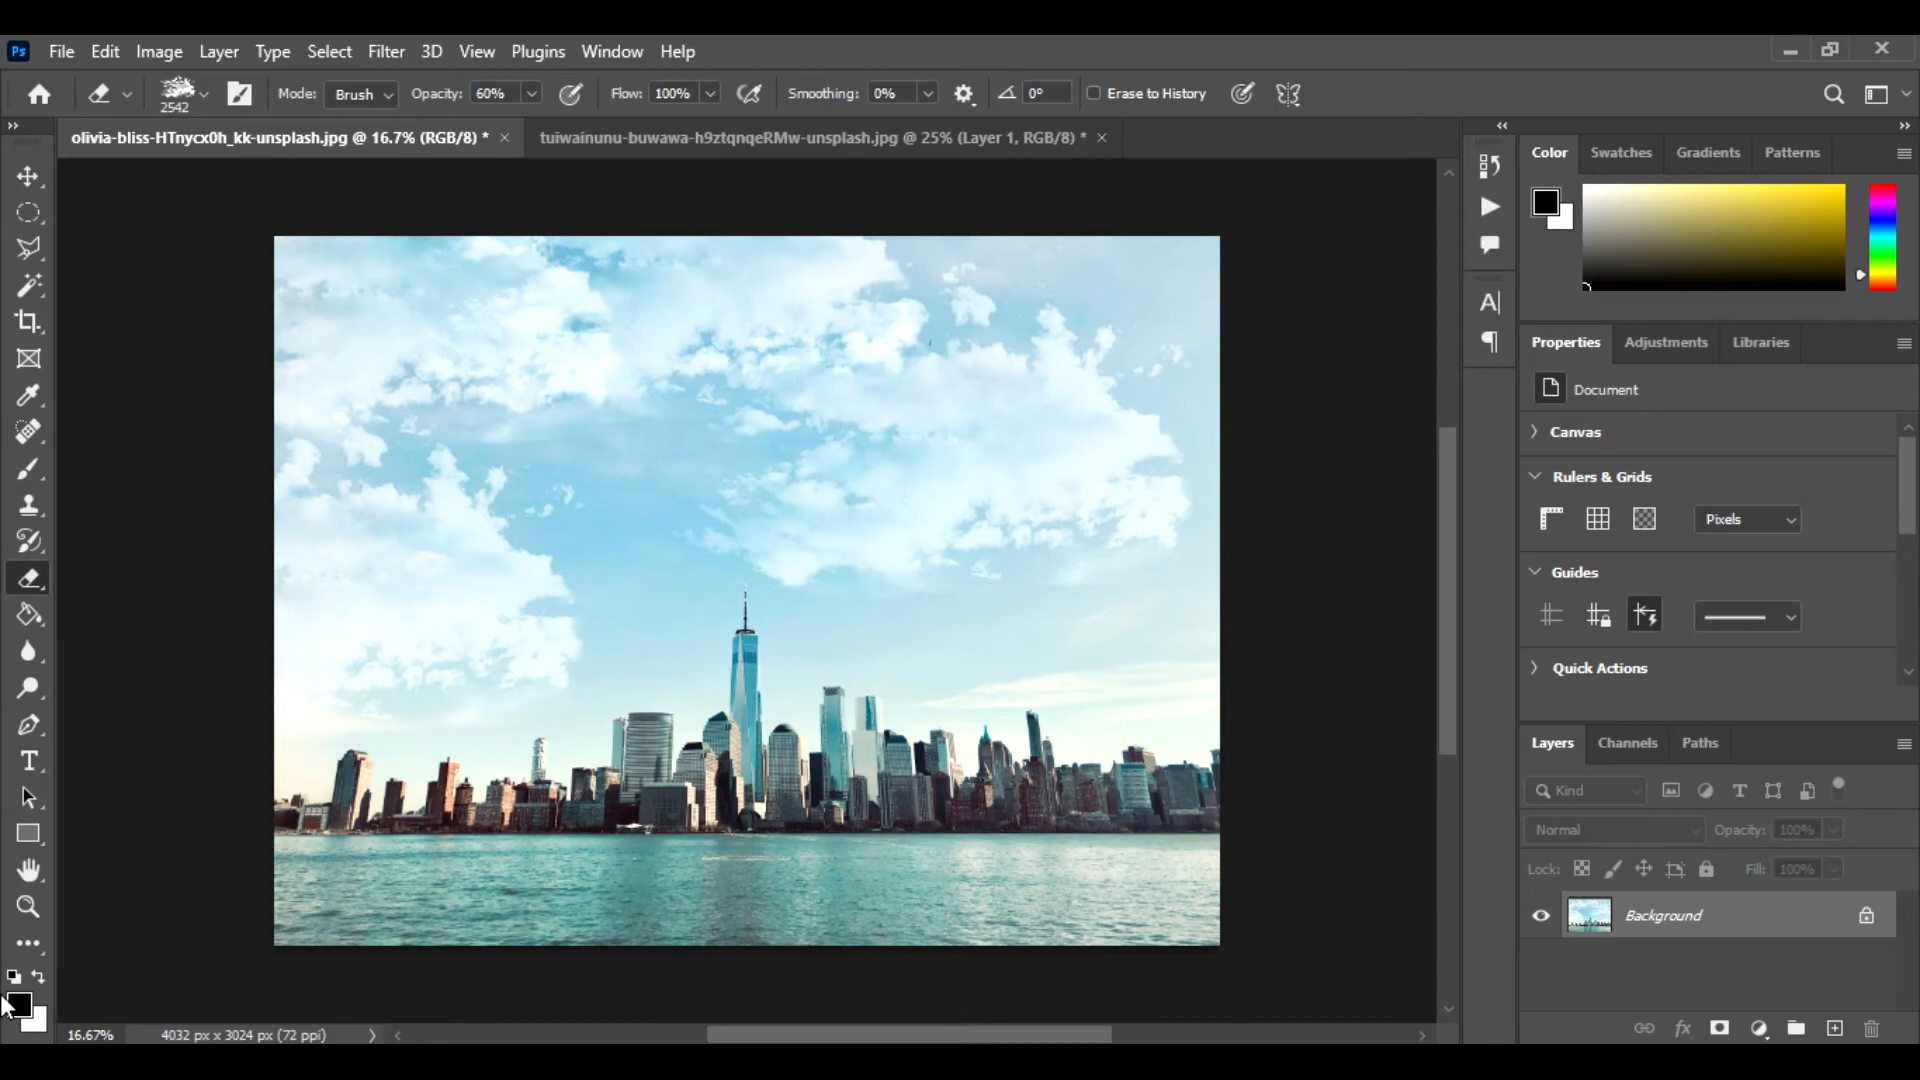 Ps File Edit Image Layer Type Select Filter 3D View Plugins Window Help
2542 Mode: Brush Opacity: 60% Flow: 100% Smoothing: 0% 0° Erase to History
olivia-bliss-HTnycx0h_kk-unsplash.jpg @ 16.7% (RGB/8) * tuiwainunu-buwawa-h9ztqnqeRMw-unsplash.jpg @ 25% (Layer 1, RGB/8) *
Color Swatches Gradients Patterns
Properties Adjustments Libraries
Document
Canvas
Rulers & Grids
Pixels
Guides
Quick Actions
Layers Channels Paths
Kind
Normal Opacity: 100%
Lock: Fill: 100%
Background
fx
16.67% 4032 px x 3024 px (72 ppi)